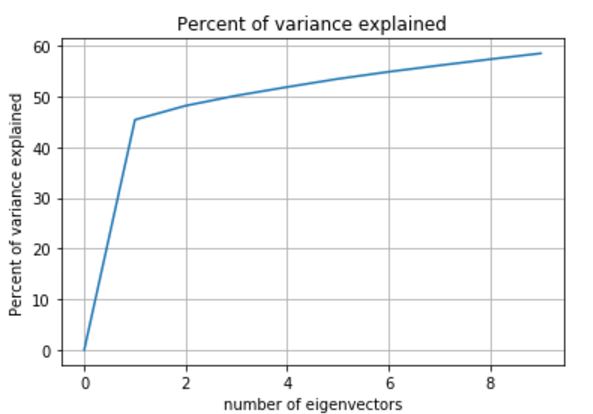 Percent of variance explained
Percent of variance explained
60
50
40
30
20
10
0
0 2 4 6 8
number of eigenvectors